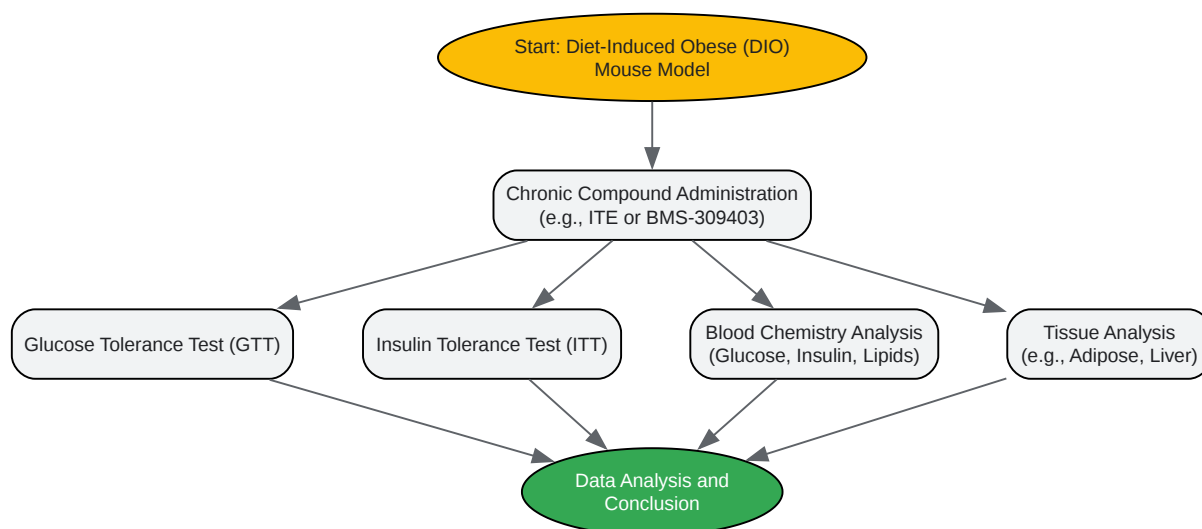 Start: Diet-Induced Obese (DIO)
Mouse Model
Chronic Compound Administration
(e.g., ITE or BMS-309403)
Glucose Tolerance Test (GTT)
Insulin Tolerance Test (ITT)
Blood Chemistry Analysis
(Glucose, Insulin, Lipids)
Tissue Analysis
(e.g., Adipose, Liver)
Data Analysis and
Conclusion